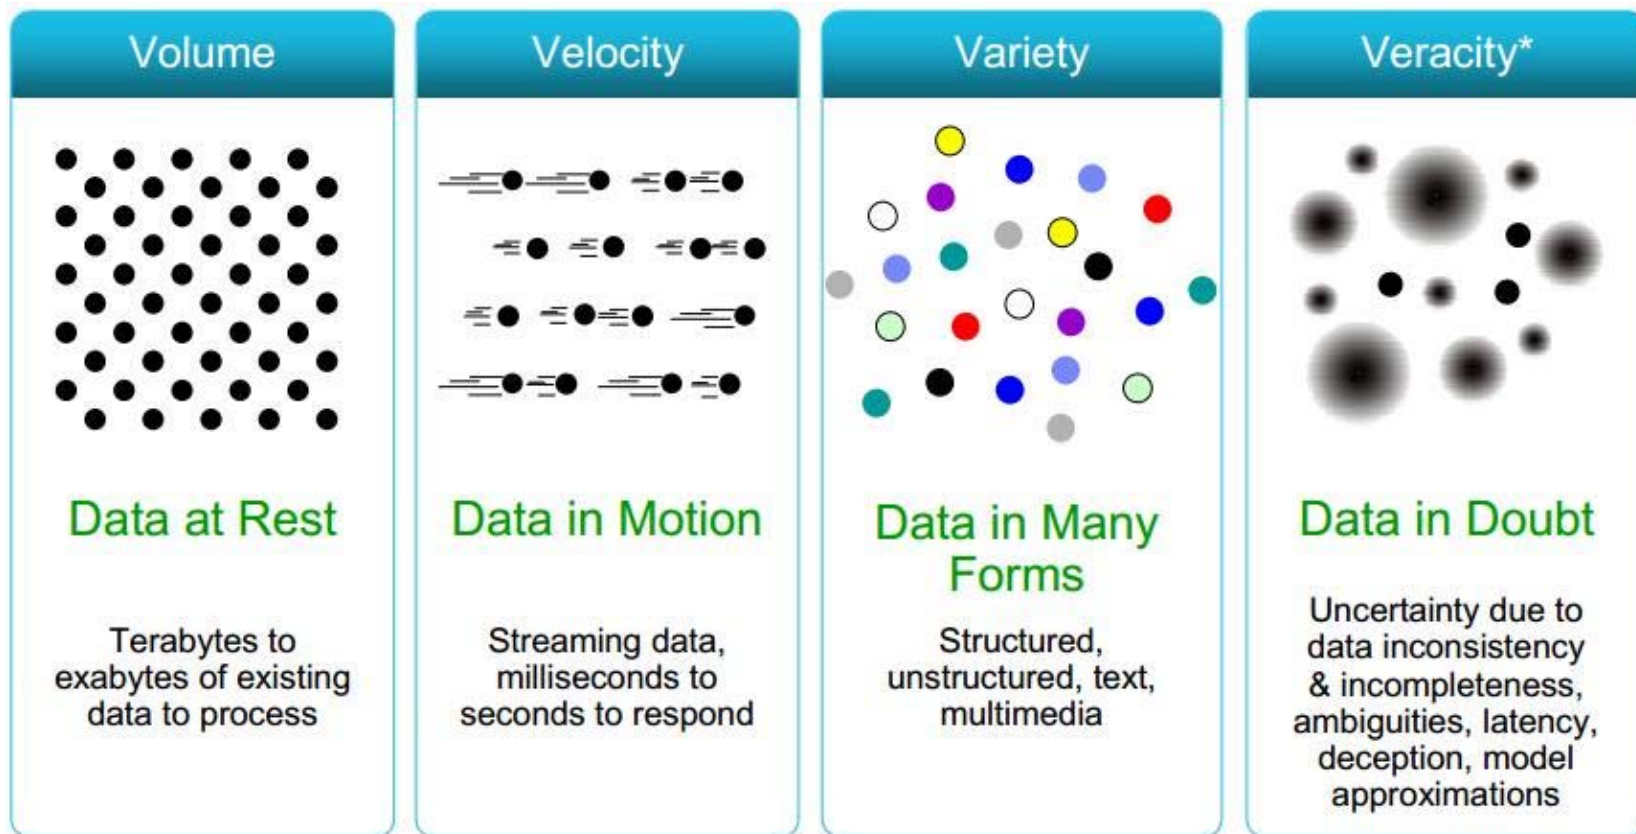 Volume
Data at Rest
Terabytes to
exabytes of existing
data to process
Velocity
Data in Motion
Streaming data,
milliseconds to
seconds to respond
Variety
Data in Many
Forms
Structured,
unstructured, text,
multimedia
Veracity*
Data in Doubt
Uncertainty due to
data inconsistency
& incompleteness,
ambiguities, latency,
deception, model
approximations